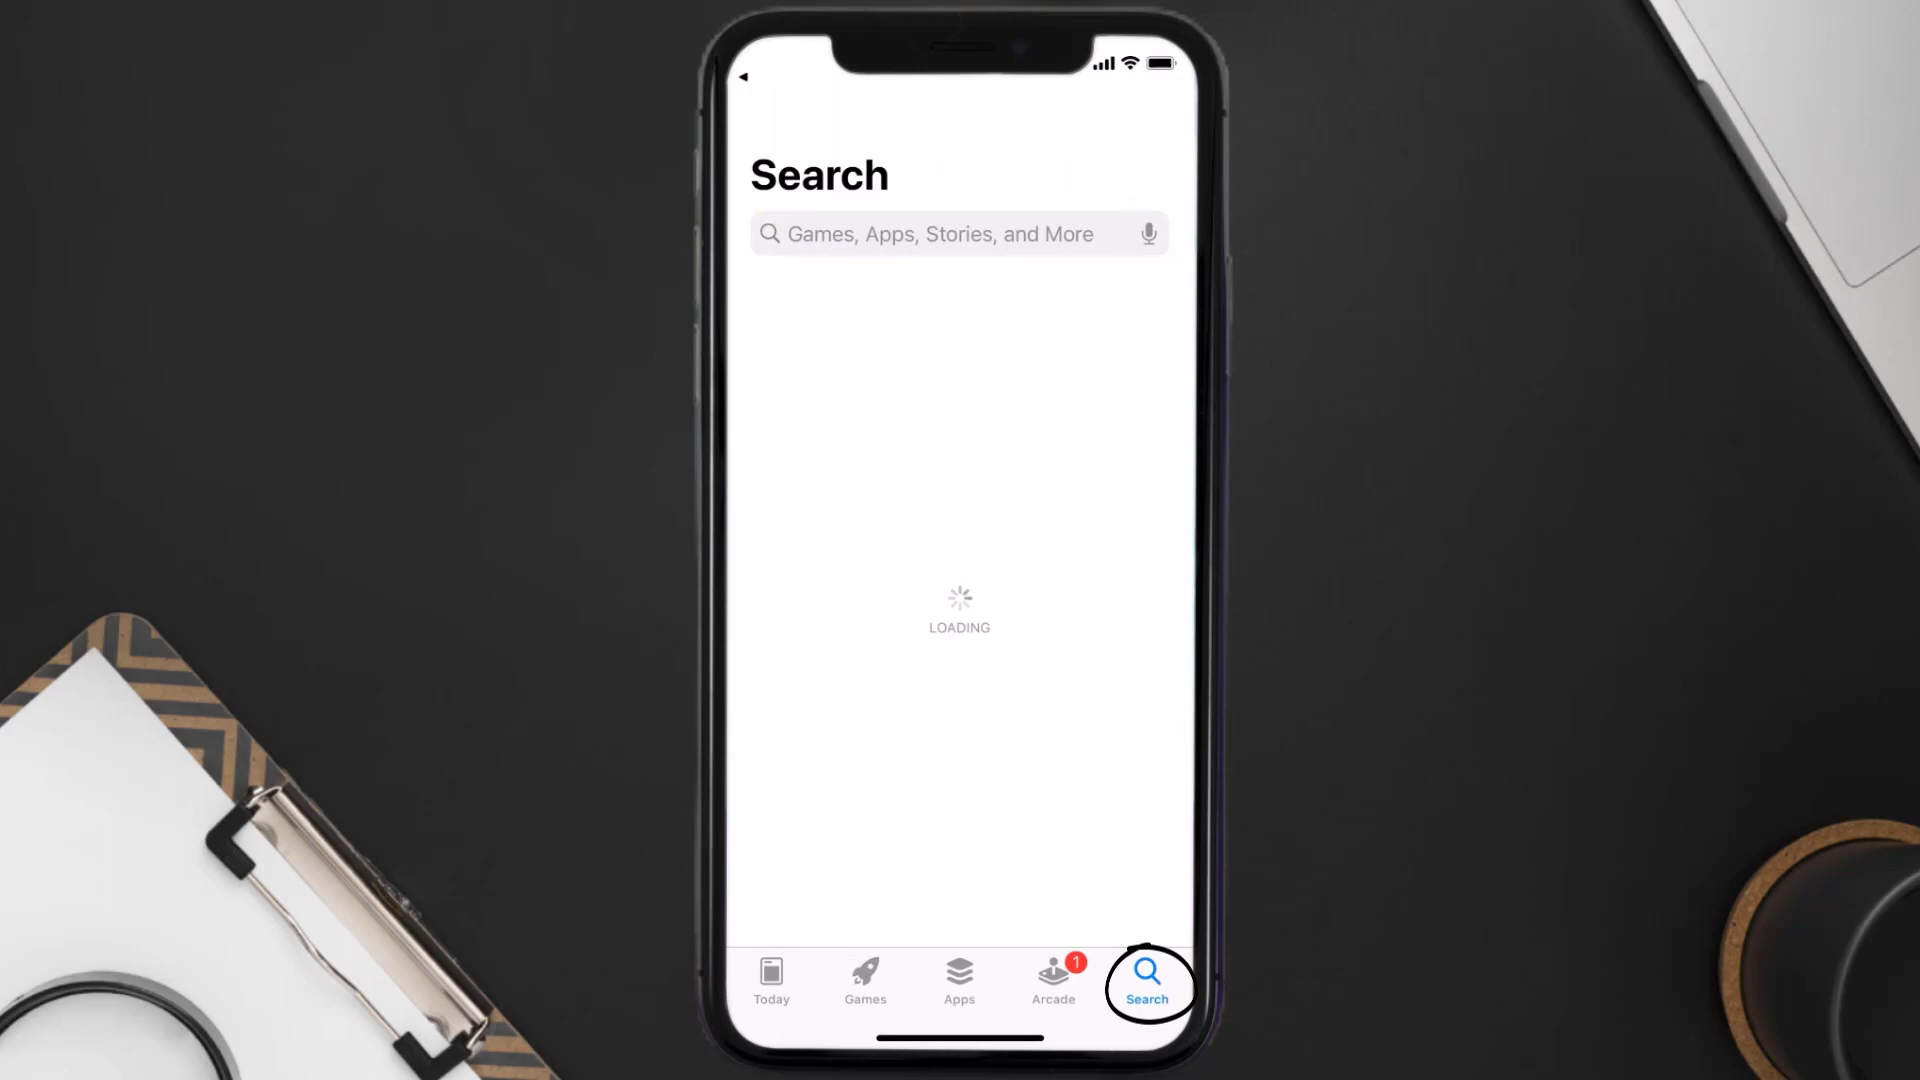 Search
Games, Apps, Stories, and More
LOADING
1
Today
Games
Apps
Arcade
Search